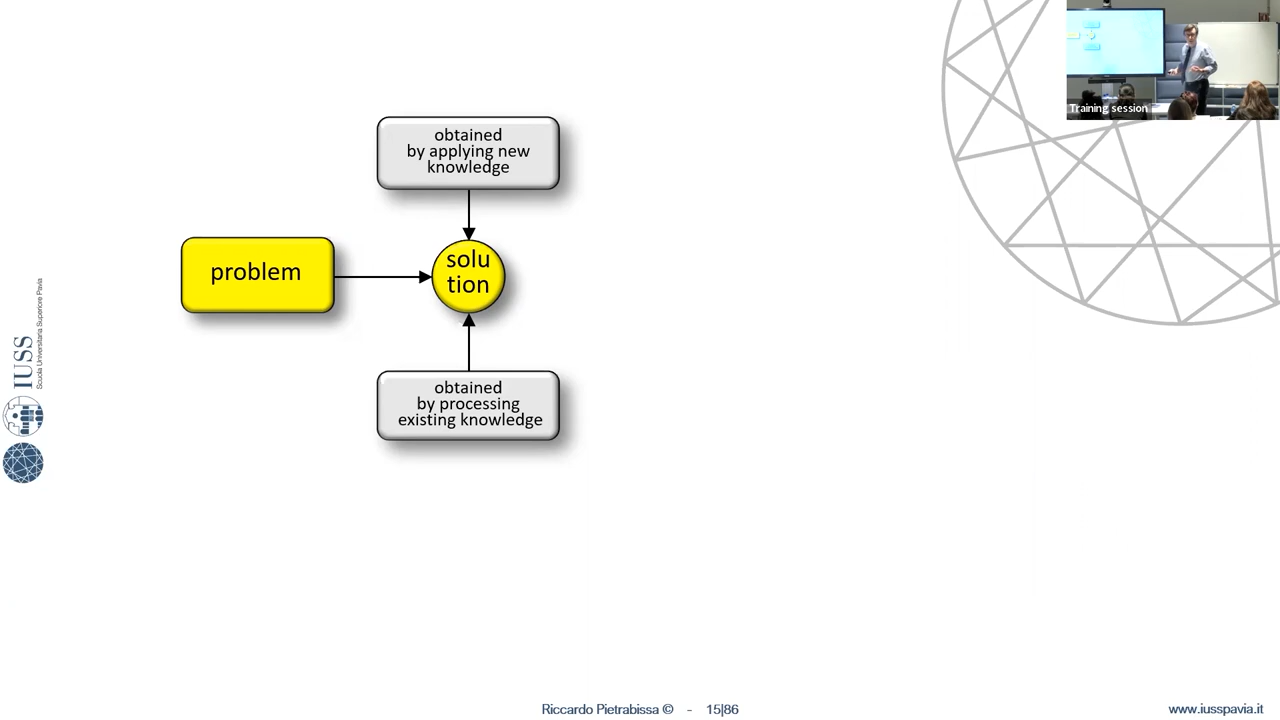 Training session
obtained
by applying new
knowledge
problem
solu
tion
obtained
by processing
existing knowledge
IUSS
Scuola Universitaria Superiore Pavia
Riccardo Pietrabissa © - 15|86
www.iusspavia.it